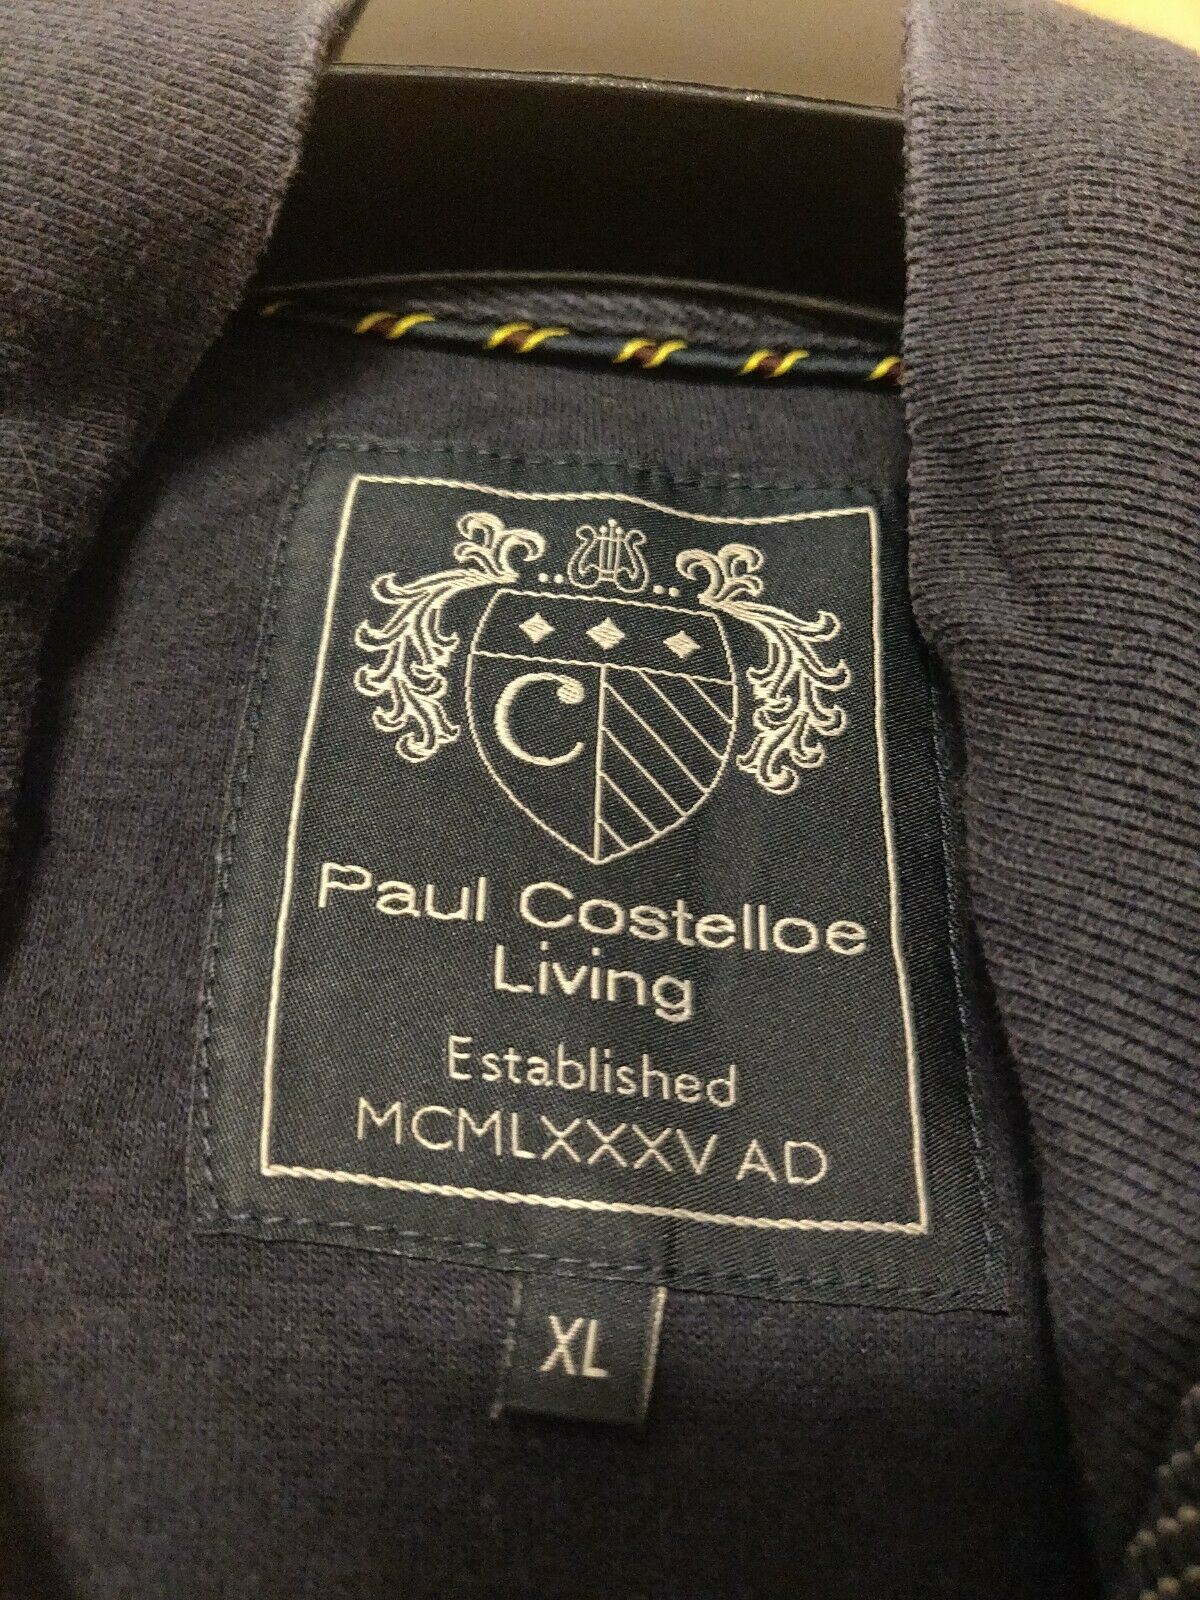 C
Paul Costelloe
Living
Established
MCMLXXXV AD
XL